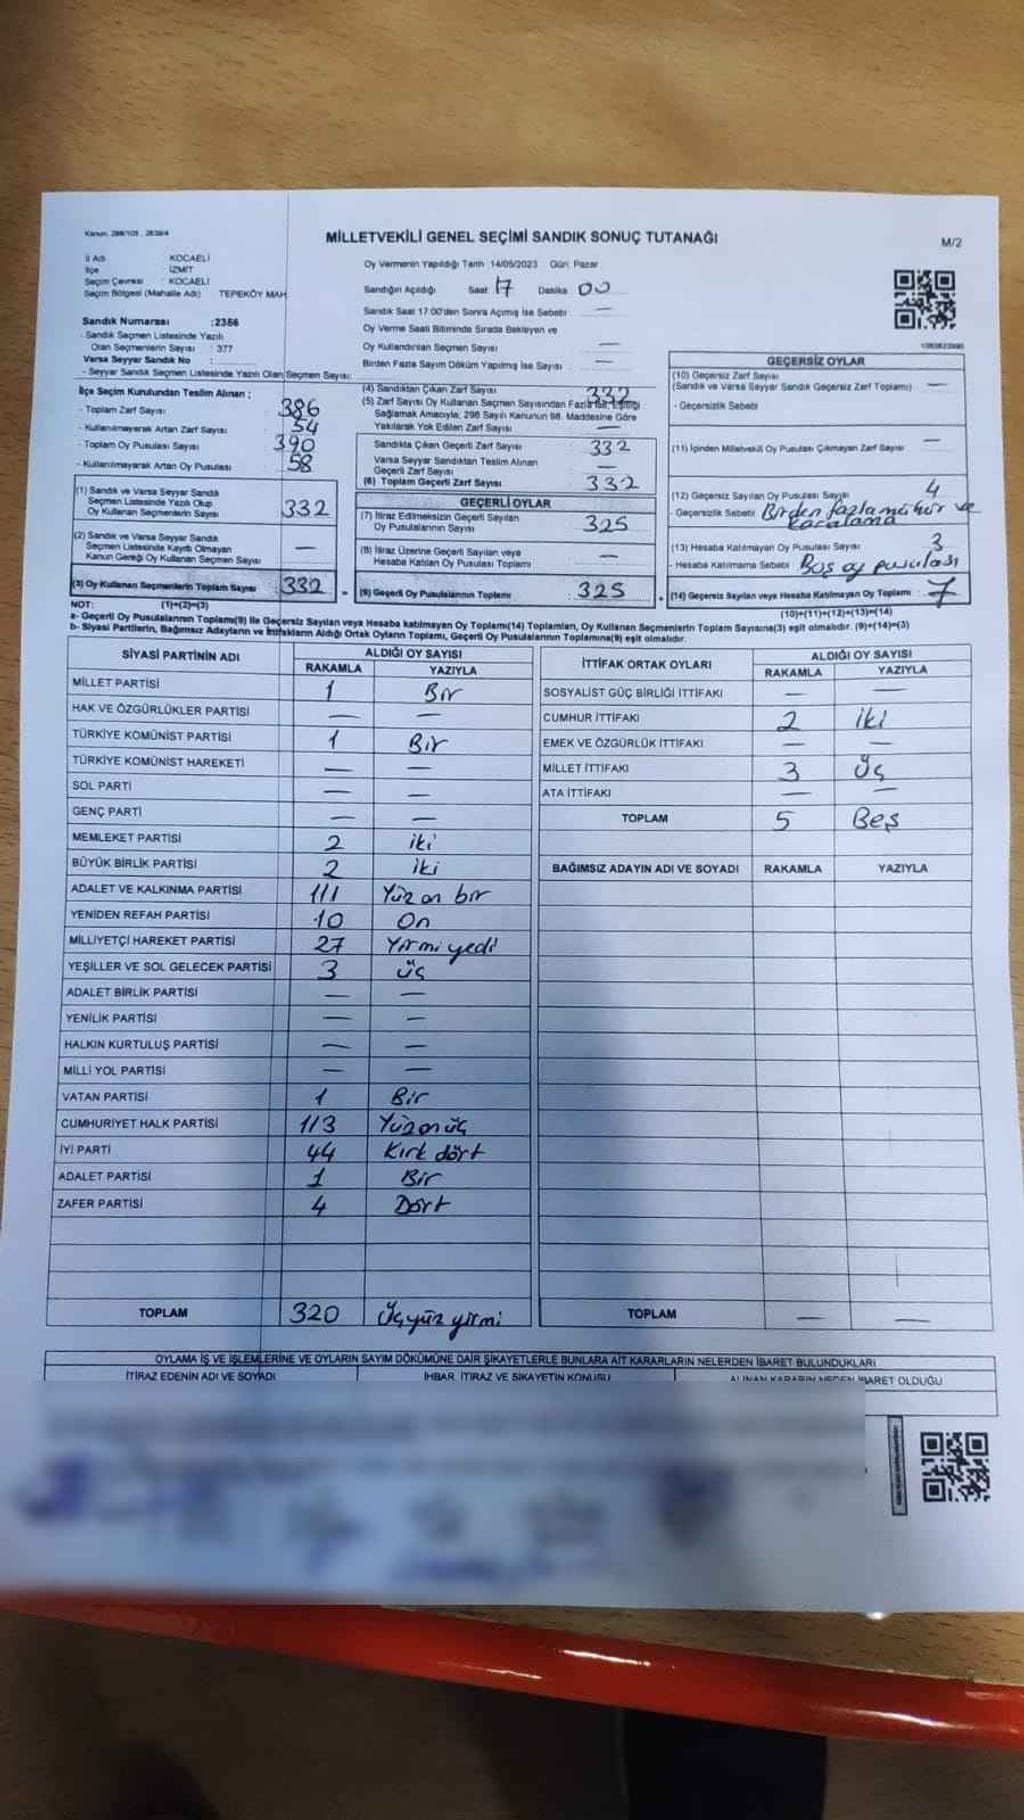 Kanun: 298/105 , 2839/4
MİLLETVEKİLİ GENEL SEÇİMİ SANDIK SONUÇ TUTANAĞI
M/2
İl Adı KOCAELİ
İlçe : İZMİT
Seçim Çevresi : KOCAELİ
Seçim Bölgesi (Mahalle Adı) TEPEKÖY MAH
Sandık Numarası :2356
- Sandık Seçmen Listesinde Yazılı
Olan Seçmenlerin Sayısı : 377
Varsa Seyyar Sandık No :
- Seyyar Sandık Seçmen Listesinde Yazılı Olan Seçmen Sayısı:
Oy Vermenin Yapıldığı Tarih :14/05/2023 Gün: Pazar
Sandığın Açıldığı Saat 17 Dakika 00
Sandık Saat 17:00'den Sonra Açılmış İse Sebebi —
Oy Verme Saati Bitiminde Sırada Bekleyen ve
Oy Kullandırılan Seçmen Sayısı —
Birden Fazla Sayım Döküm Yapılmış İse Sayısı —
İlçe Seçim Kurulundan Teslim Alınan ;
- Toplam Zarf Sayısı 386
- Kullanılmayarak Artan Zarf Sayısı 54
- Toplam Oy Pusulası Sayısı 390
- Kullanılmayarak Artan Oy Pusulası 58
(1) Sandık ve Varsa Seyyar Sandık
Seçmen Listesinde Yazılı Olup
Oy Kullanan Seçmenlerin Sayısı 332
(2) Sandık ve Varsa Seyyar Sandık
Seçmen Listesinde Kaydı Olmayan
Kanun Gereği Oy Kullanan Seçmen Sayısı —
(3) Oy Kullanan Seçmenlerin Toplam Sayısı 332
(4) Sandıktan Çıkan Zarf Sayısı 332
(5) Zarf Sayısı Oy Kullanan Seçmen Sayısından Fazla İse, Eşitliği
Sağlamak Amacıyla; 298 Sayılı Kanunun 98. Maddesine Göre
Yakılarak Yok Edilen Zarf Sayısı —
Sandıkta Çıkan Geçerli Zarf Sayısı 332
Varsa Seyyar Sandıktan Teslim Alınan
Geçerli Zarf Sayısı —
(6) Toplam Geçerli Zarf Sayısı 332
GEÇERLİ OYLAR
(7) İtiraz Edilmeksizin Geçerli Sayılan
Oy Pusulalarının Sayısı 325
(8) İtiraz Üzerine Geçerli Sayılan veya
Hesaba Katılan Oy Pusulası Toplamı —
= (9) Geçerli Oy Pusulalarının Toplamı 325
GEÇERSİZ OYLAR
(10) Geçersiz Zarf Sayısı
(Sandık ve Varsa Seyyar Sandık Geçersiz Zarf Toplamı) —
- Geçersizlik Sebebi
(11) İçinden Milletvekili Oy Pusulası Çıkmayan Zarf Sayısı —
(12) Geçersiz Sayılan Oy Pusulası Sayısı 4
- Geçersizlik Sebebi Birden fazla mühür ve
karalama
(13) Hesaba Katılmayan Oy Pusulası Sayısı 3
- Hesaba Katılmama Sebebi Boş oy pusulası
+ (14) Geçersiz Sayılan veya Hesaba Katılmayan Oy Toplamı : 7
NOT: (1)+(2)=(3) (10)+(11)+(12)+(13)=(14)
a- Geçerli Oy Pusulalarının Toplamı(9) ile Geçersiz Sayılan veya Hesaba katılmayan Oy Toplamı(14) Toplamları, Oy Kullanan Seçmenlerin Toplam Sayısına(3) eşit olmalıdır. (9)+(14)=(3)
b- Siyasi Partilerin, Bağımsız Adayların ve İttifakların Aldığı Ortak Oyların Toplamı, Geçerli Oy Pusulalarının Toplamına(9) eşit olmalıdır.
SİYASİ PARTİNİN ADI ALDIĞI OY SAYISI
RAKAMLA YAZIYLA
MİLLET PARTİSİ 1 Bir
HAK VE ÖZGÜRLÜKLER PARTİSİ — —
TÜRKİYE KOMÜNİST PARTİSİ 1 Bir
TÜRKİYE KOMÜNİST HAREKETİ — —
SOL PARTİ — —
GENÇ PARTİ — —
MEMLEKET PARTİSİ 2 iki
BÜYÜK BİRLİK PARTİSİ 2 iki
ADALET VE KALKINMA PARTİSİ 111 Yüz on bir
YENİDEN REFAH PARTİSİ 10 On
MİLLİYETÇİ HAREKET PARTİSİ 27 Yirmi yedi
YEŞİLLER VE SOL GELECEK PARTİSİ 3 üç
ADALET BİRLİK PARTİSİ — —
YENİLİK PARTİSİ — —
HALKIN KURTULUŞ PARTİSİ — —
MİLLİ YOL PARTİSİ — —
VATAN PARTİSİ 1 Bir
CUMHURİYET HALK PARTİSİ 113 Yüzonüç
İYİ PARTİ 44 Kırk dört
ADALET PARTİSİ 1 Bir
ZAFER PARTİSİ 4 Dört
TOPLAM 320 Üçyüz yirmi
İTTİFAK ORTAK OYLARI ALDIĞI OY SAYISI
RAKAMLA YAZIYLA
SOSYALİST GÜÇ BİRLİĞİ İTTİFAKI — —
CUMHUR İTTİFAKI 2 iki
EMEK VE ÖZGÜRLÜK İTTİFAKI — —
MİLLET İTTİFAKI 3 Üç
ATA İTTİFAKI — —
TOPLAM 5 Beş
BAĞIMSIZ ADAYIN ADI VE SOYADI RAKAMLA YAZIYLA
TOPLAM — —
OYLAMA İŞ VE İŞLEMLERİNE VE OYLARIN SAYIM DÖKÜMÜNE DAİR ŞİKAYETLERLE BUNLARA AİT KARARLARIN NELERDEN İBARET BULUNDUKLARI
İTİRAZ EDENİN ADI VE SOYADI İHBAR, İTİRAZ VE ŞİKAYETİN KONUSU ALINAN KARARIN NEDEN İBARET OLDUĞU